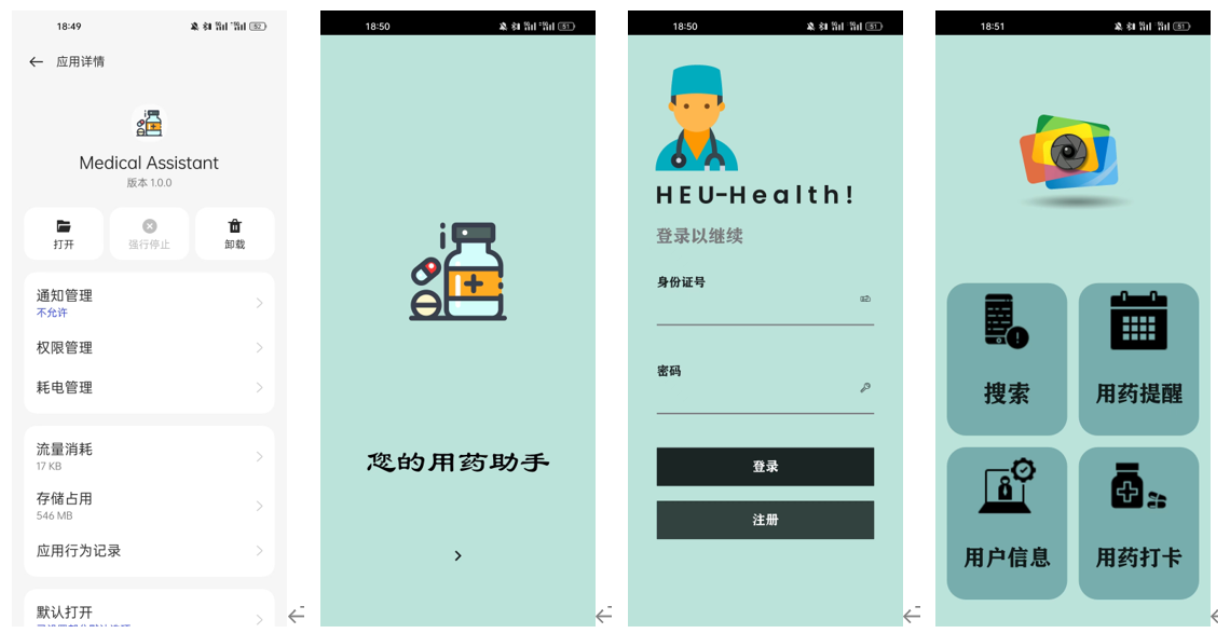 18:49
52
应用详情
Medical Assistant
版本 1.0.0
打开
强行停止
卸载
通知管理
不允许
权限管理
耗电管理
流量消耗
17 KB
存储占用
546 MB
应用行为记录
默认打开
18:50
51
您的用药助手
18:50
51
HEU-Health!
登录以继续
身份证号
密码
登录
注册
18:51
51
搜索
用药提醒
用户信息
用药打卡